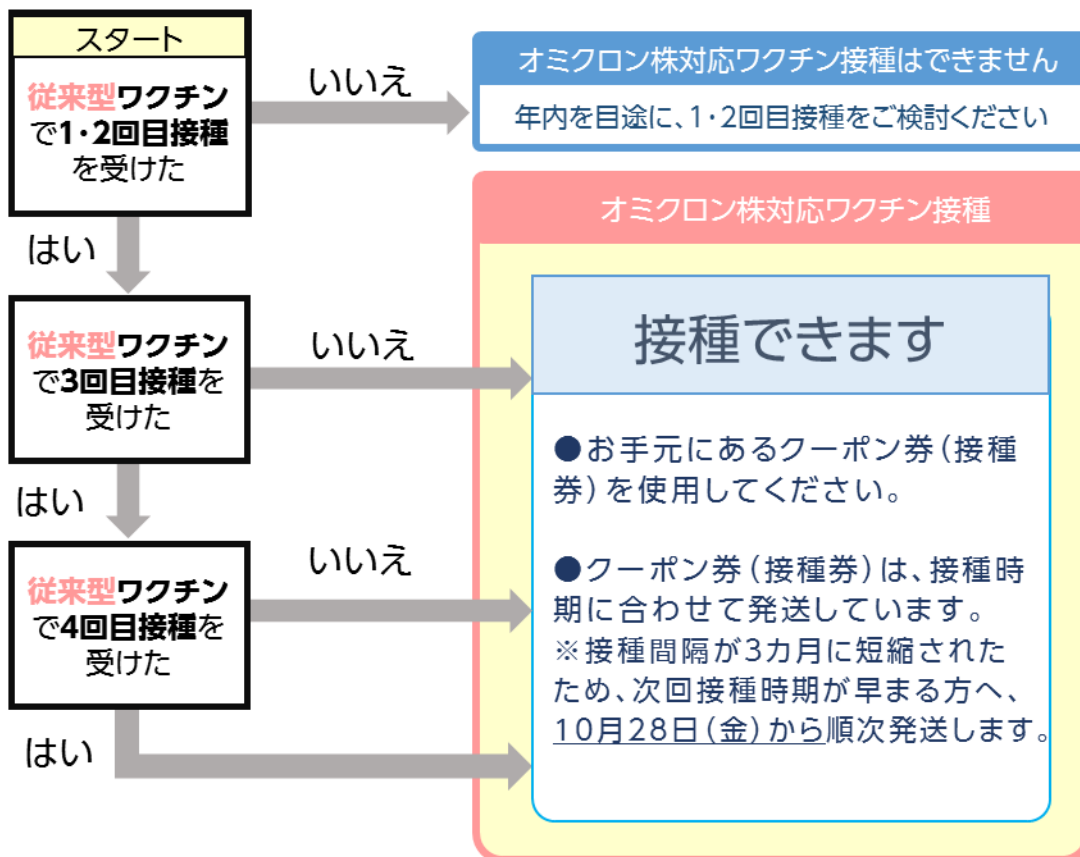 スタート
従来型ワクチン
で1・2回目接種
を受けた
いいえ
オミクロン株対応ワクチン接種はできません
年内を目途に、1・2回目接種をご検討ください
はい
従来型ワクチン
で3回目接種を
受けた
いいえ
はい
従来型ワクチン
で4回目接種を
受けた
いいえ
はい
オミクロン株対応ワクチン接種
接種できます
●お手元にあるクーポン券(接種
券)を使用してください。
●クーポン券(接種券)は、接種時
期に合わせて発送しています。
※接種間隔が3カ月に短縮された
ため、次回接種時期が早まる方へ、
10月28日(金)から順次発送します。